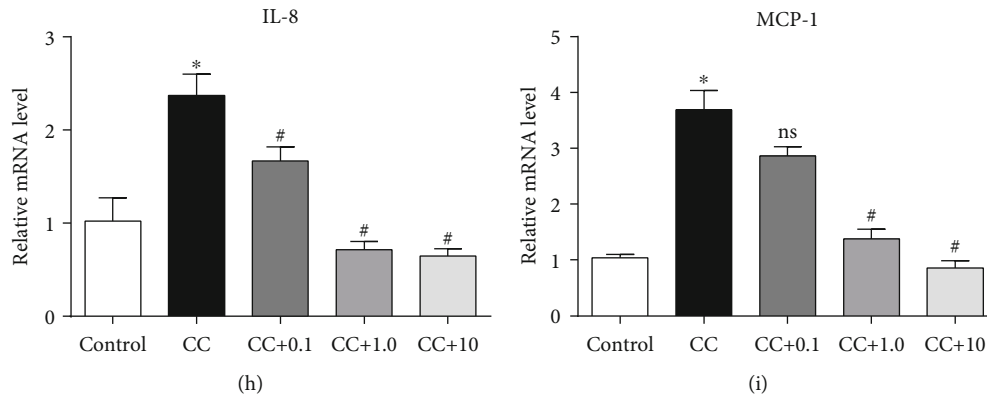 IL-8
Relative mRNA level
3
2
1
0
*
#
#
#
Control CC CC+0.1 CC+1.0 CC+10
(h)
MCP-1
Relative mRNA level
5
4
3
2
1
0
*
ns
#
#
Control CC CC+0.1 CC+1.0 CC+10
(i)